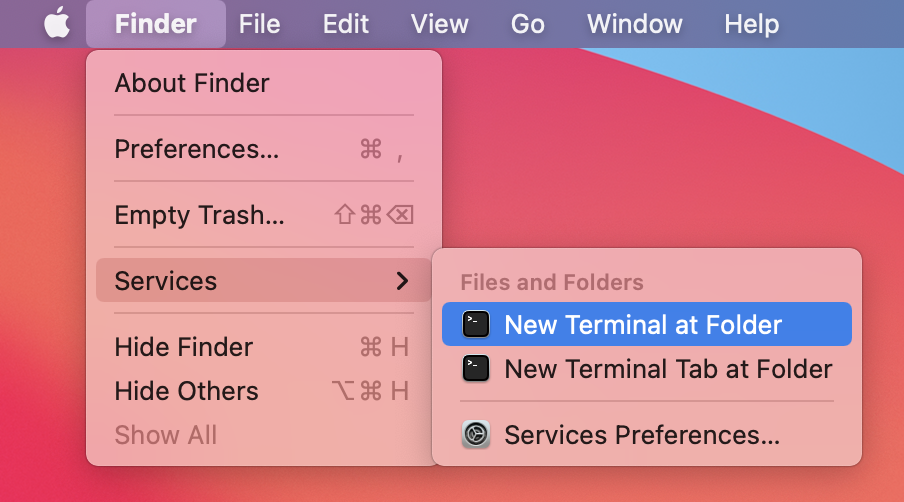 Finder File Edit View Go Window Help
About Finder
Preferences... ⌘ ,
Empty Trash... ⇧⌘⌫
Services
Files and Folders
New Terminal at Folder
New Terminal Tab at Folder
Services Preferences...
Hide Finder ⌘ H
Hide Others ⌥⌘ H
Show All